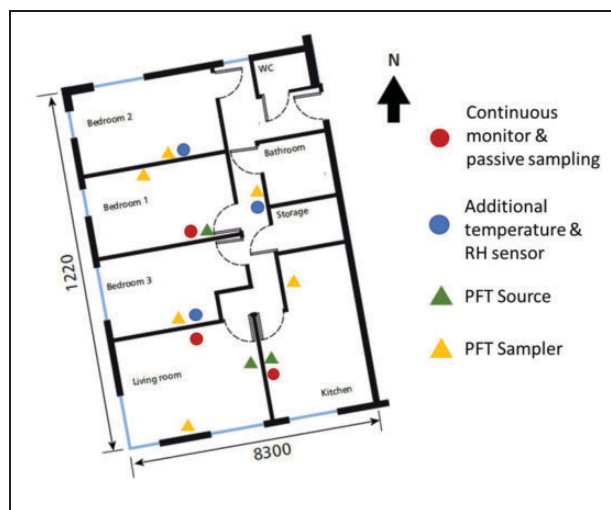 WC
N
Bedroom 2
Bathroom
Bedroom 1
Storage
Bedroom 3
Living room
Kitchen
1220
8300
Continuous
monitor &
passive sampling
Additional
temperature &
RH sensor
PFT Source
PFT Sampler